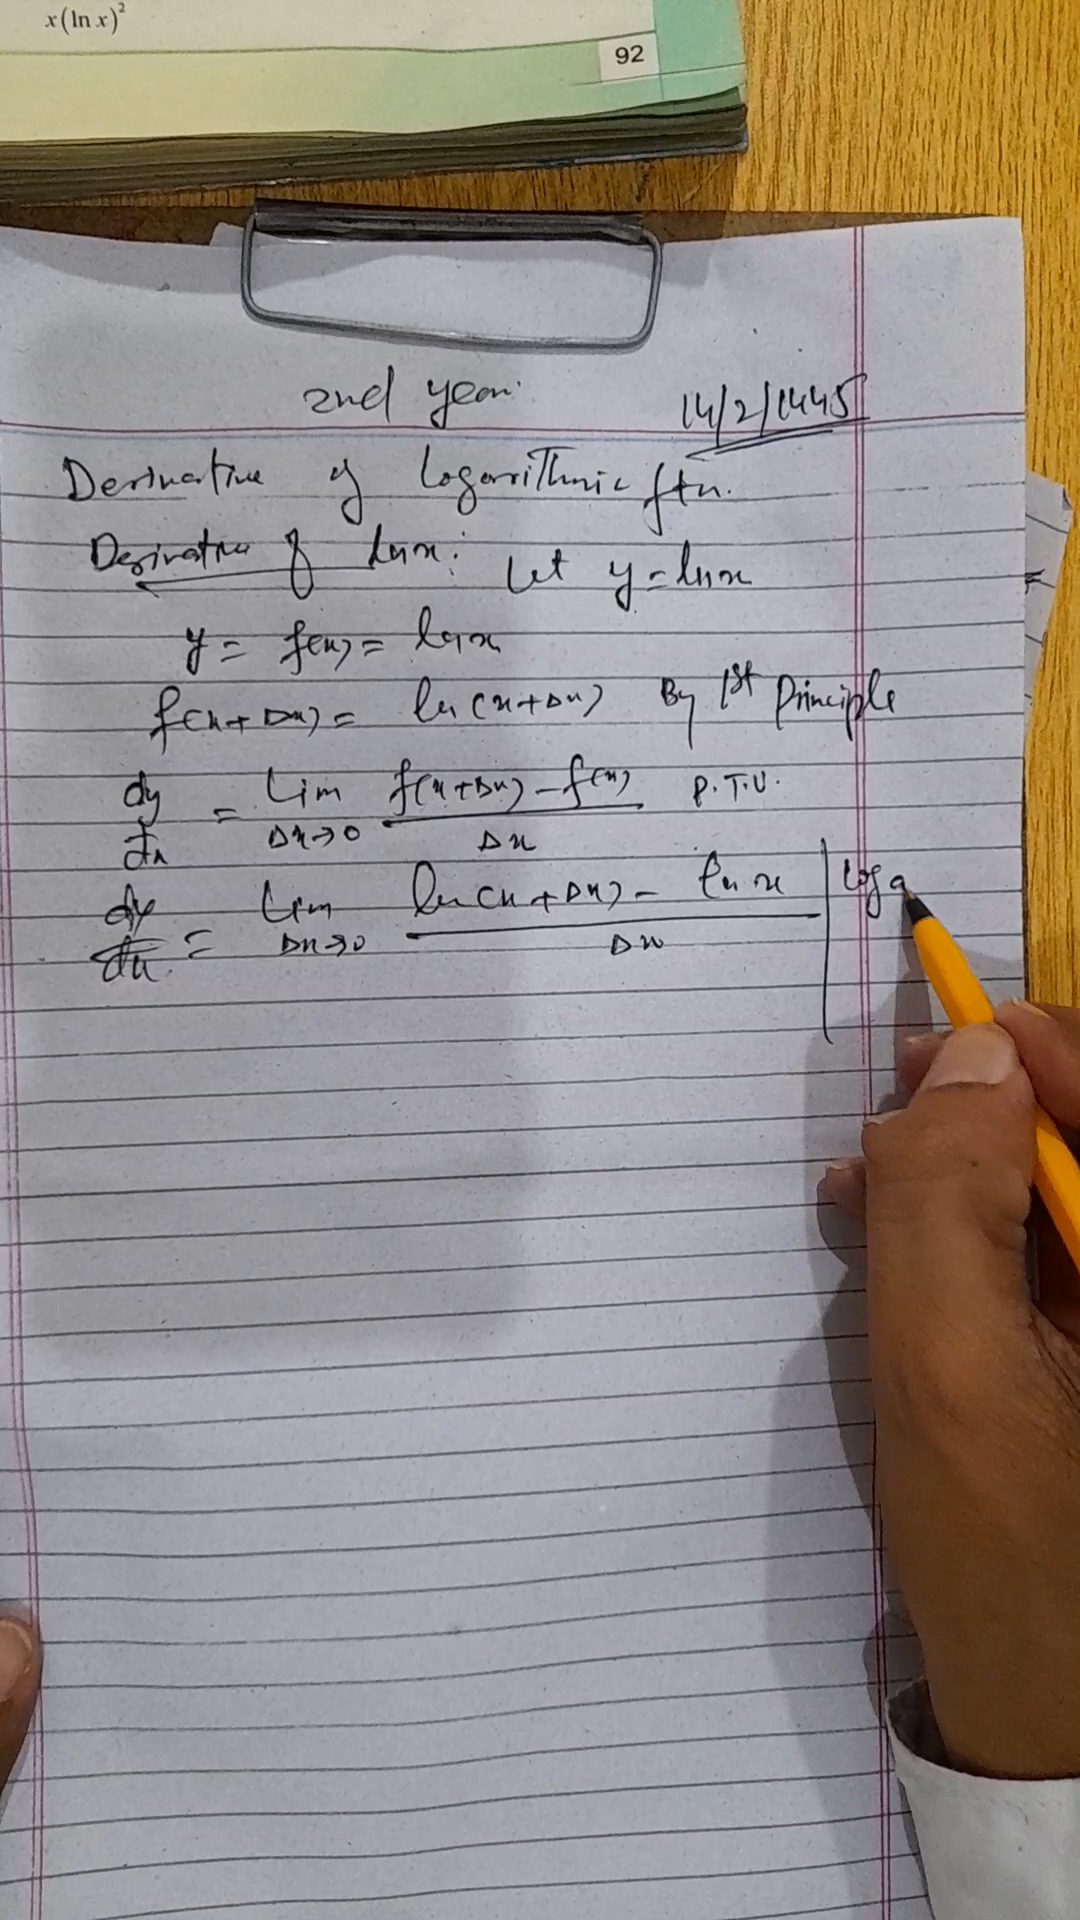 x(ln x)²
92
2nd year:
14/2/1445
Derivative of Logarithmic ftn.
Derivative of lnx: Let y = lnx
y = f(x) = lnx
f(x+Δx) = ln(x+Δx) By 1st Principle
dy/dx = Lim Δx→0 f(x+Δx) - f(x) / Δx P.T.O.
dy/dx = Lim Δx→0 ln(x+Δx) - ln x / Δx | log a